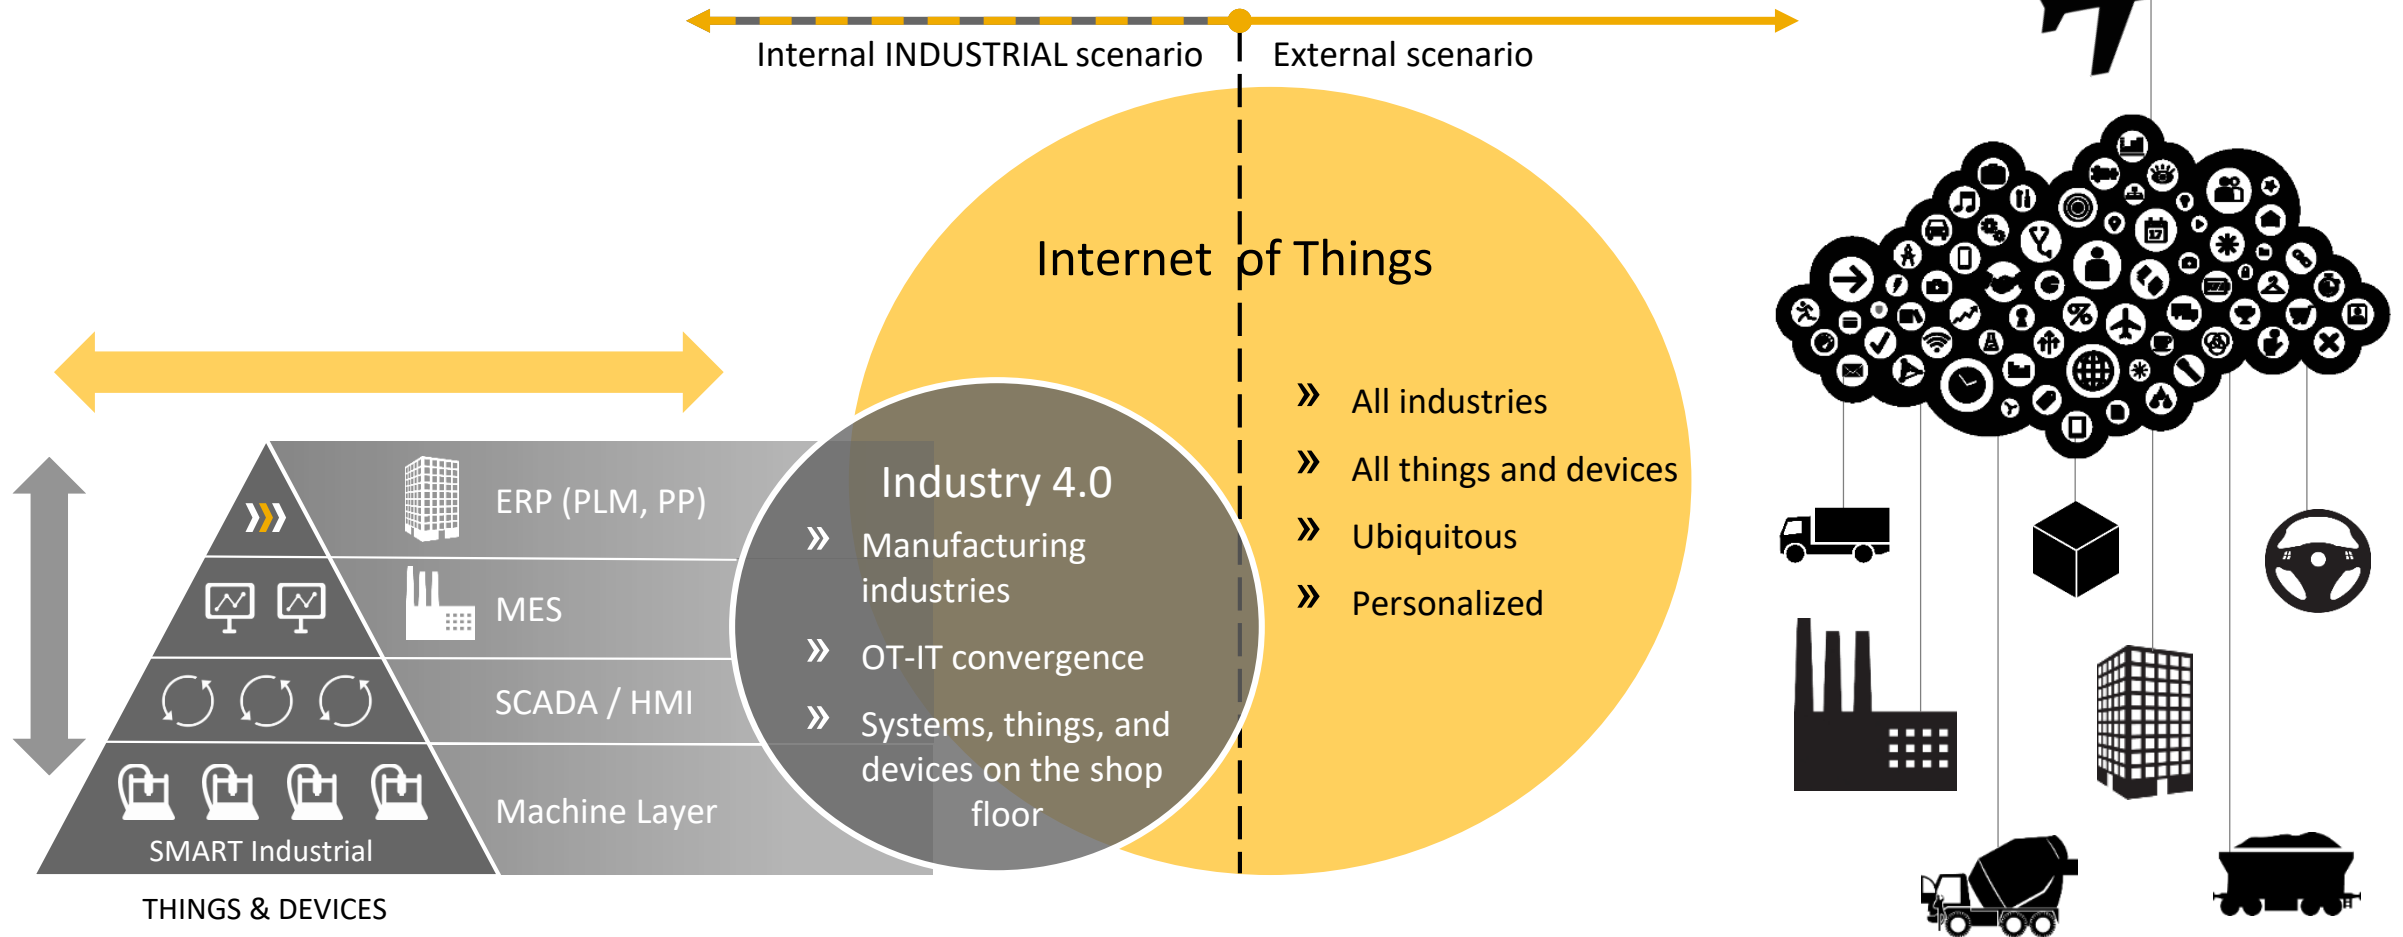 Internal INDUSTRIAL scenario
External scenario
Internet of Things
ERP (PLM, PP)
MES
SCADA / HMI
Machine Layer
SMART Industrial
THINGS & DEVICES
Industry 4.0
» Manufacturing
industries
» OT-IT convergence
» Systems, things, and
devices on the shop
floor
» All industries
» All things and devices
» Ubiquitous
» Personalized
17
%